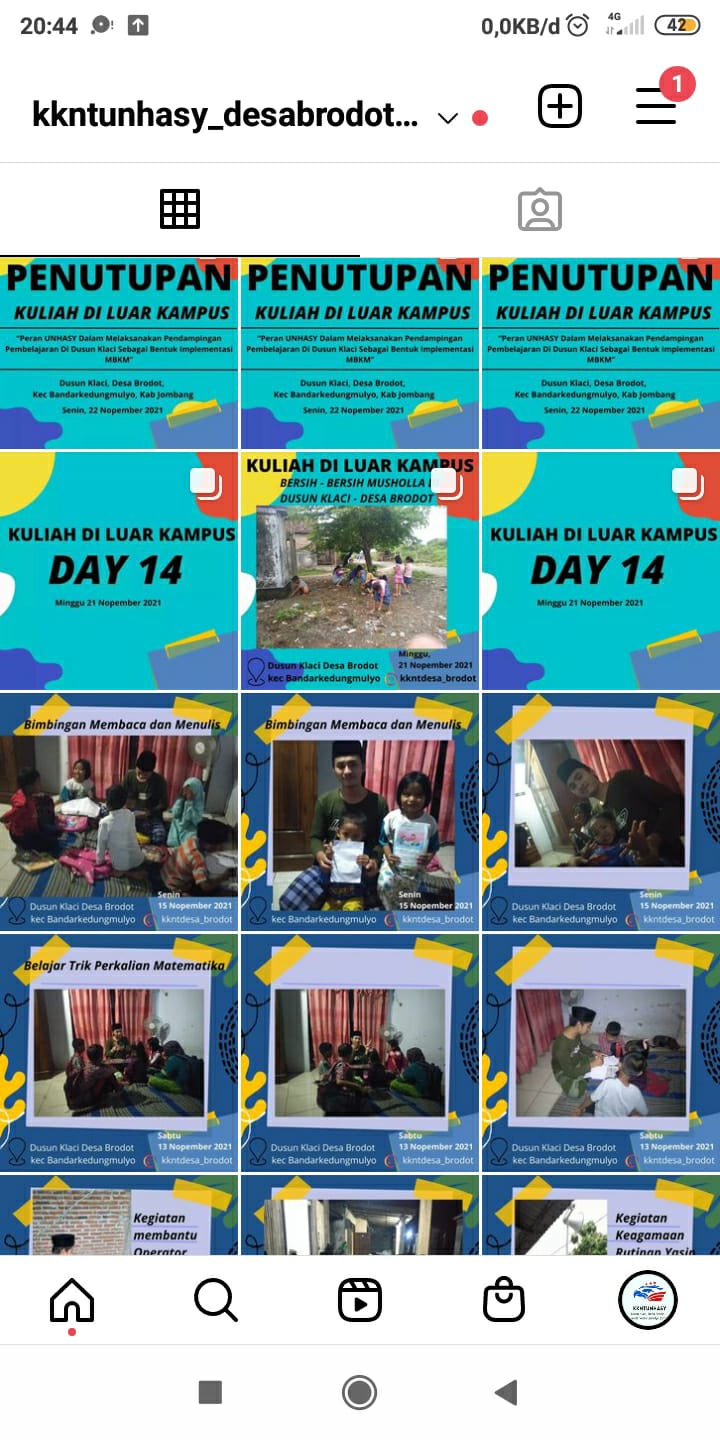 20:44
0,0KB/d
4G
42
kkntunhasy_desabrodot...
1
PENUTUPAN
KULIAH DI LUAR KAMPUS
"Peran UNHASY Dalam Melaksanakan Pendampingan
Pembelajaran Di Dusun Klaci Sebagai Bentuk Implementasi
MBKM"
Dusun Klaci, Desa Brodot,
Kec Bandarkedungmulyo, Kab Jombang
Senin, 22 Nopember 2021
PENUTUPAN
KULIAH DI LUAR KAMPUS
"Peran UNHASY Dalam Melaksanakan Pendampingan
Pembelajaran Di Dusun Klaci Sebagai Bentuk Implementasi
MBKM"
Dusun Klaci, Desa Brodot,
Kec Bandarkedungmulyo, Kab Jombang
Senin, 22 Nopember 2021
PENUTUPAN
KULIAH DI LUAR KAMPUS
"Peran UNHASY Dalam Melaksanakan Pendampingan
Pembelajaran Di Dusun Klaci Sebagai Bentuk Implementasi
MBKM"
Dusun Klaci, Desa Brodot,
Kec Bandarkedungmulyo, Kab Jombang
Senin, 22 Nopember 2021
KULIAH DI LUAR KAMPUS
DAY 14
Minggu 21 Nopember 2021
KULIAH DI LUAR KAMPUS
BERSIH - BERSIH MUSHOLLA
DUSUN KLACI - DESA BRODOT
Dusun Klaci Desa Brodot
kec Bandarkedungmulyo
Minggu,
21 Nopember 2021
kkntdesa_brodot
KULIAH DI LUAR KAMPUS
DAY 14
Minggu 21 Nopember 2021
Bimbingan Membaca dan Menulis
Dusun Klaci Desa Brodot
kec Bandarkedungmulyo
Senin
15 Nopember 2021
kkntdesa_brodot
Bimbingan Membaca dan Menulis
kec Bandarkedungmulyo
Senin
15 Nopember 2021
kkntdesa_brodot
Dusun Klaci Desa Brodot
kec Bandarkedungmulyo
Senin
15 Nopember 2021
kkntdesa_brodot
Belajar Trik Perkalian Matematika
Dusun Klaci Desa Brodot
kec Bandarkedungmulyo
Sabtu
13 Nopember 2021
kkntdesa_brodot
Dusun Klaci Desa Brodot
kec Bandarkedungmulyo
Sabtu
13 Nopember 2021
kkntdesa_brodot
Dusun Klaci Desa Brodot
kec Bandarkedungmulyo
Sabtu
13 Nopember 2021
kkntdesa_brodot
Kegiatan
membantu
Operator
Kegiatan
Keagamaan
Rutinan Yasin
KKNTUNHASY